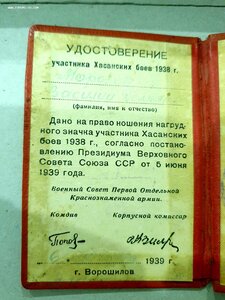 УДОСТОВЕРЕНИЕ
участника Хасанских боев 1938 г.
(фамилия, имя и отчество)
Дано на право ношения нагруд-
ного значка участника Хасанских
боев 1938 г., согласно поста-
новлению Президиума Верховного
Совета Союза ССР от 5 июня
1939 года.
Военный Совет Первой Отдельной
Краснознаменной армии.
Комдив Корпусной комиссар
1939 г.
г. Ворошилов